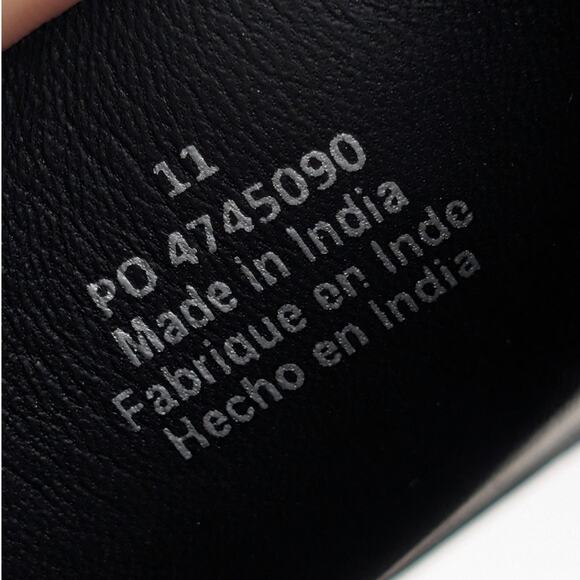 11
PO 4745090
Made in India
Fabrique en Inde
Hecho en India